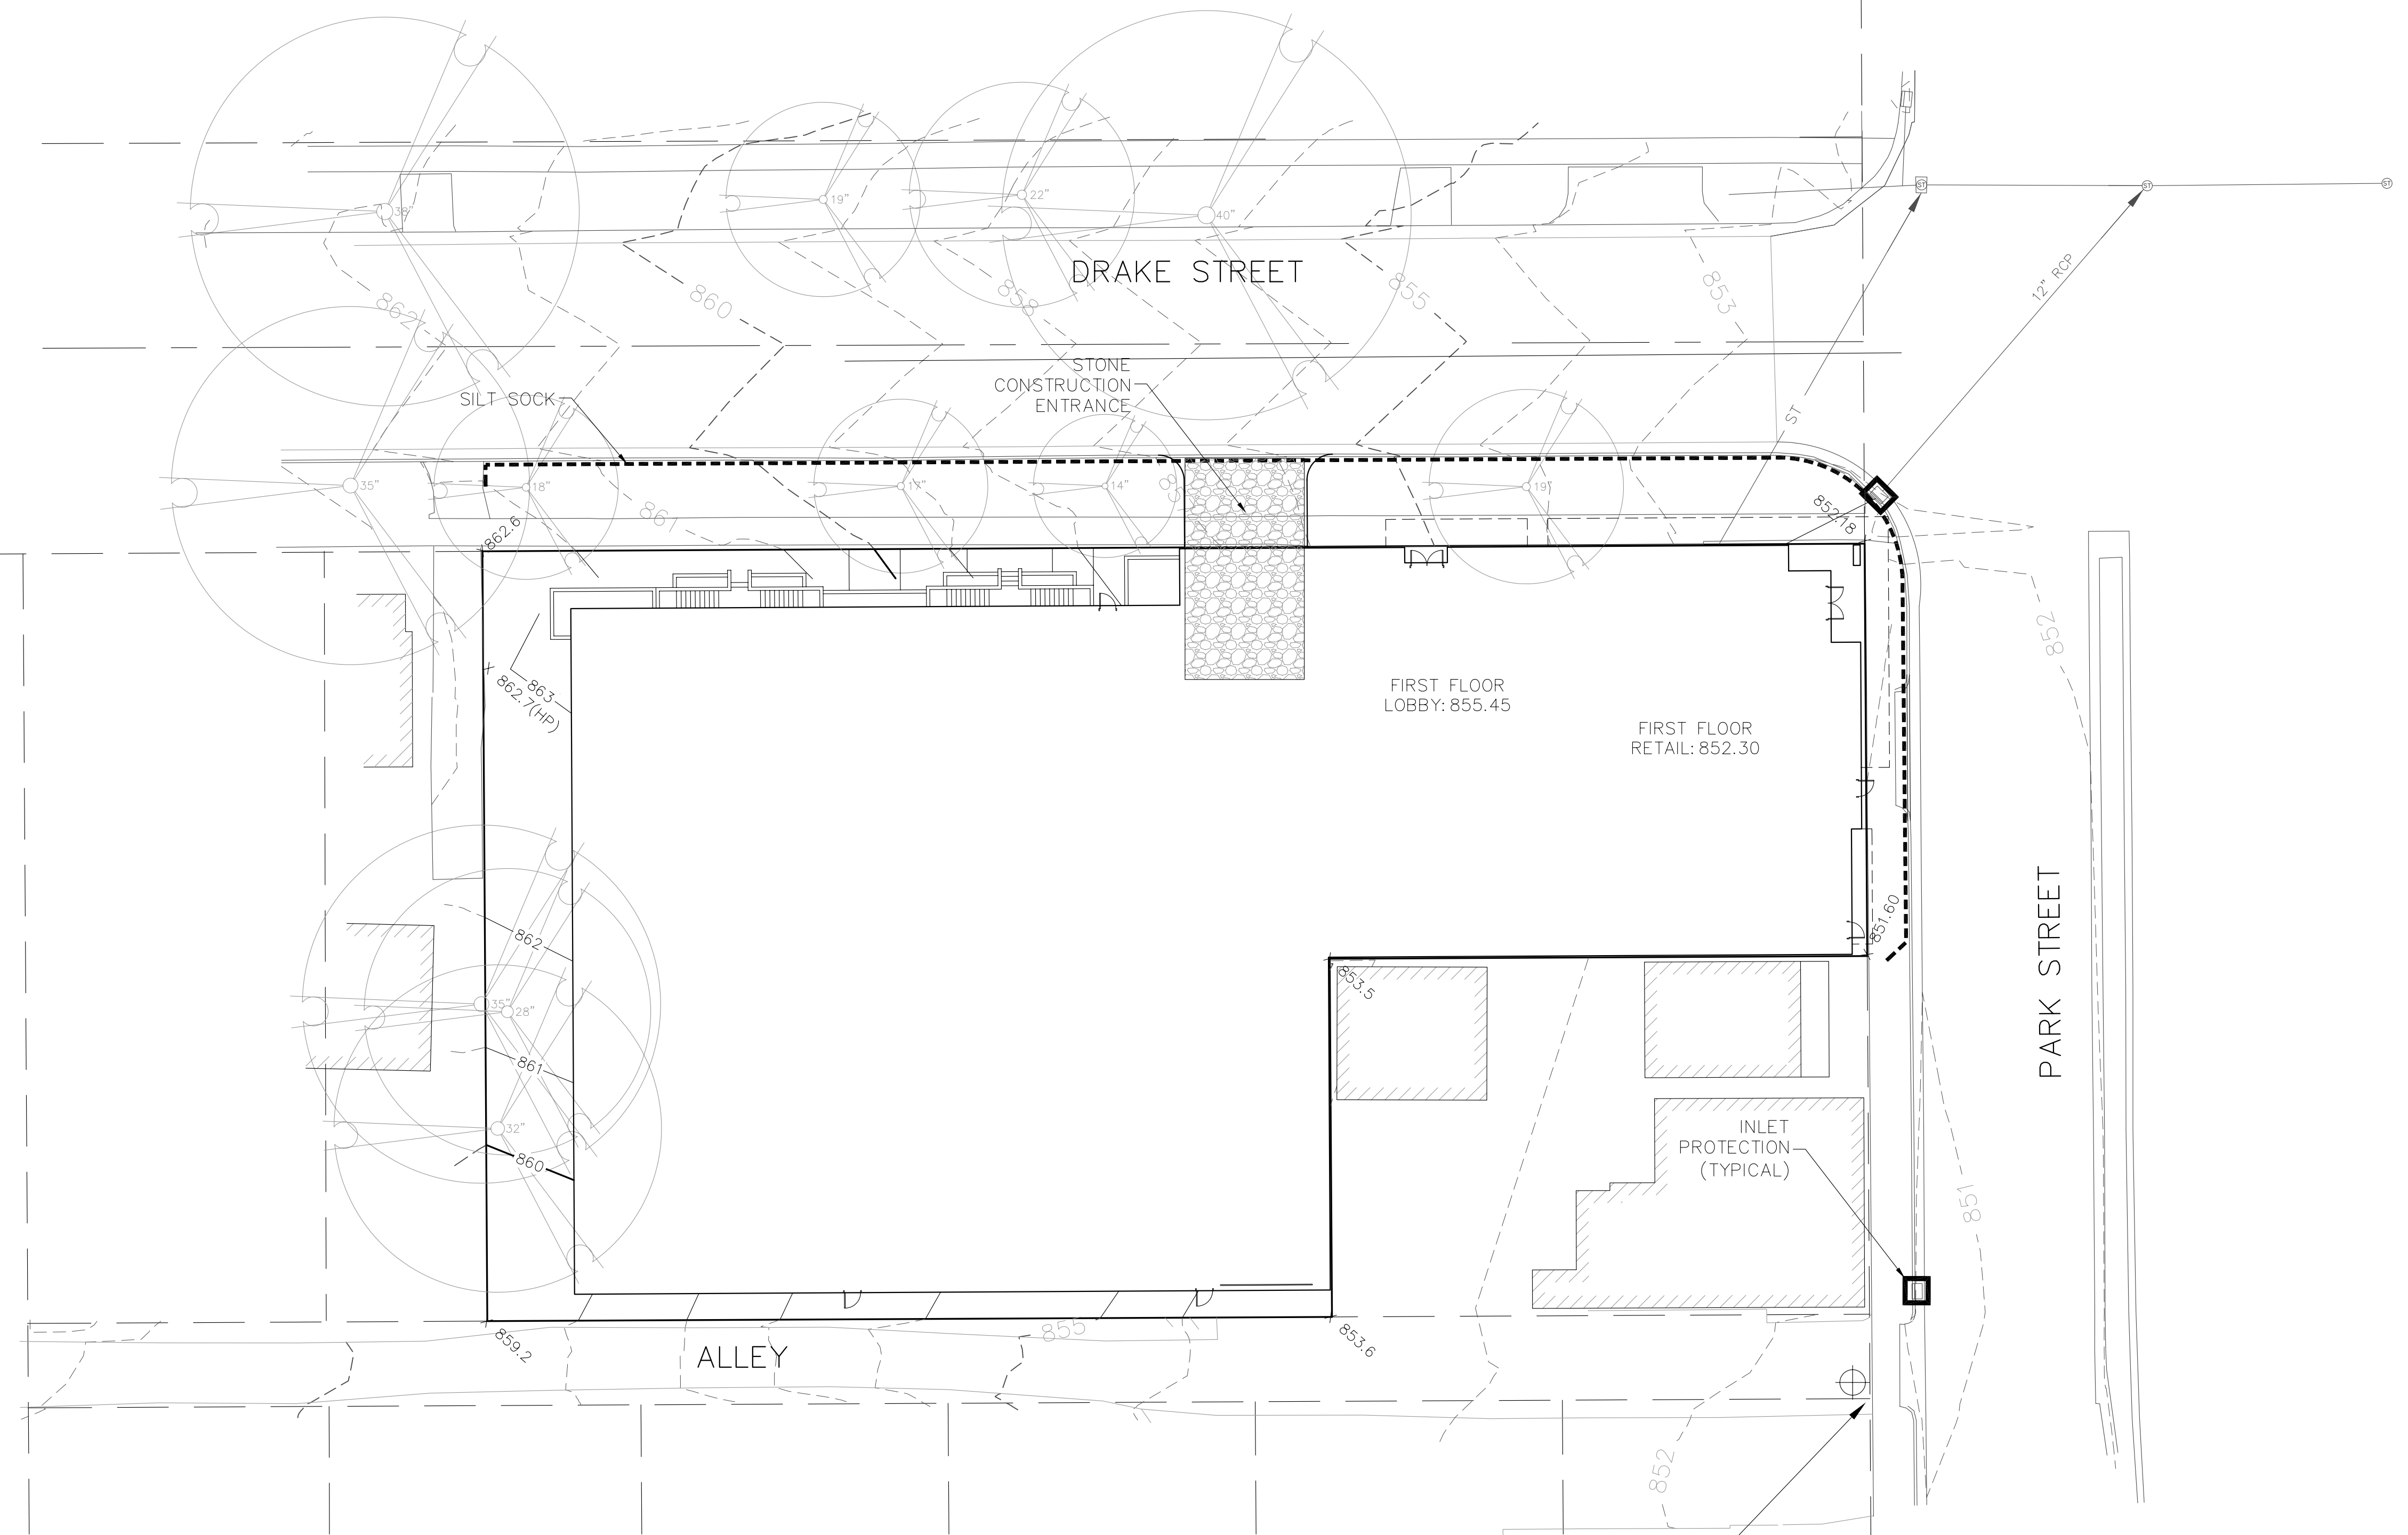 38"
19"
22"
40"
ST
ST
ST
DRAKE STREET
862
860
858
855
853
12" RCP
STONE
CONSTRUCTION
ENTRANCE
SILT SOCK
ST
35"
18"
14"
19"
861
862.6
852.18
863
862.7(HP)
FIRST FLOOR
LOBBY: 855.45
FIRST FLOOR
RETAIL: 852.30
852
862
851.60
853.5
35"
28"
861
PARK STREET
32"
860
INLET
PROTECTION
(TYPICAL)
851
859.2
ALLEY
855
853.6
852